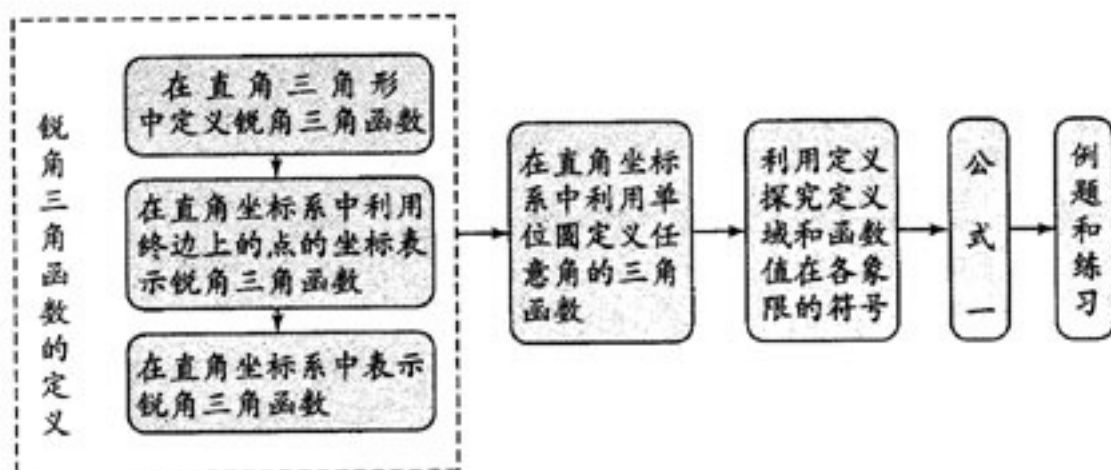 锐角三角函数的定义
在直角三角形
中定义锐角三角函数
在直角坐标系中利用
终边上的点的坐标表
示锐角三角函数
在直角坐标系中表示
锐角三角函数
在直角坐标
系中利用单
位圆定义任
意角的三角
函数
利用定义
探究定义
域和函数
值在各象
限的符号
公式一
例题和练习